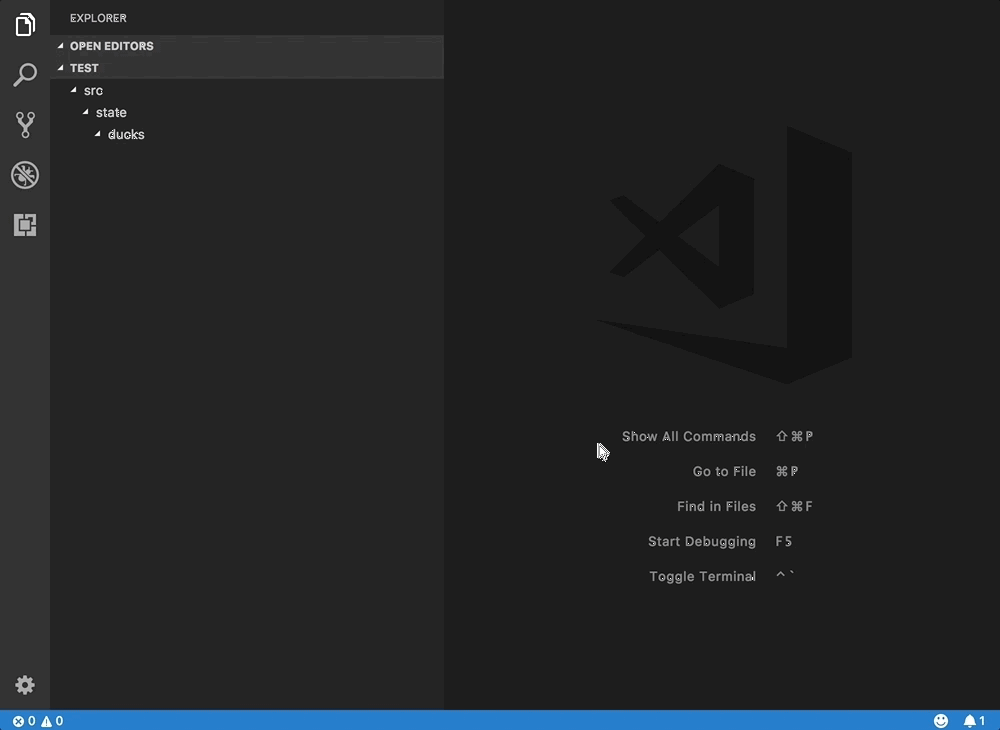 EXPLORER
OPEN EDITORS
TEST
src
state
ducks
Show All Commands ⇧⌘P
Go to File ⌘P
Find in Files ⇧⌘F
Start Debugging F5
Toggle Terminal ^`
0 0 1